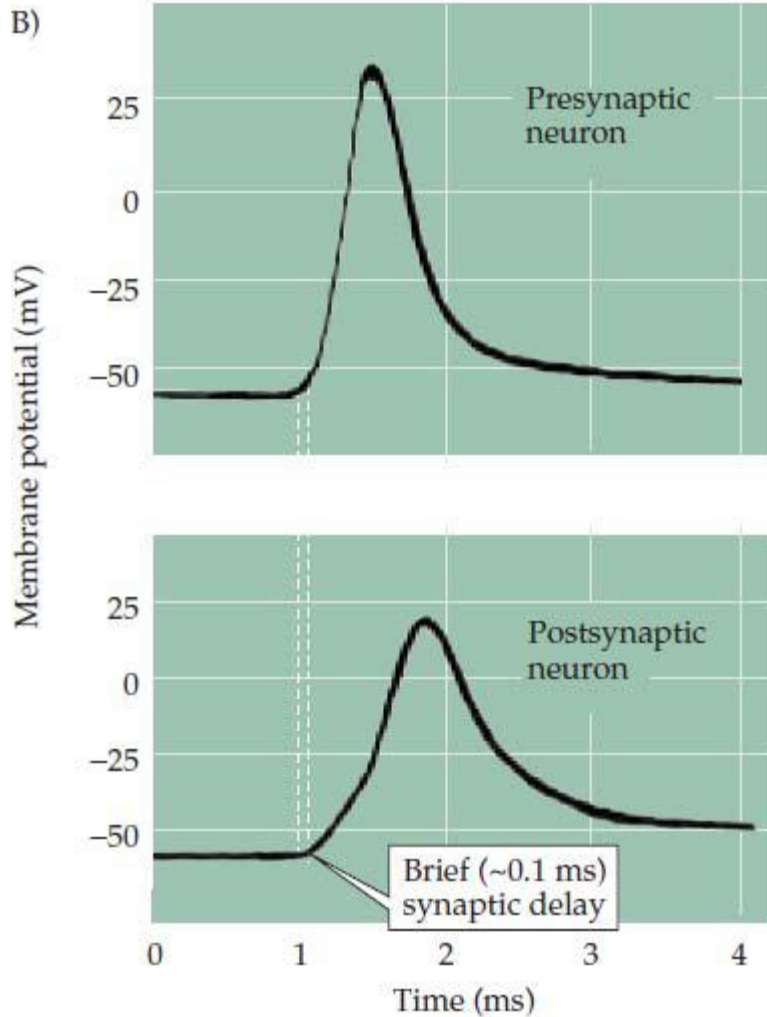 B)
Membrane potential (mV)
25
0
–25
–50
Presynaptic
neuron
25
0
–25
–50
Postsynaptic
neuron
Brief (~0.1 ms)
synaptic delay
0 1 2 3 4
Time (ms)